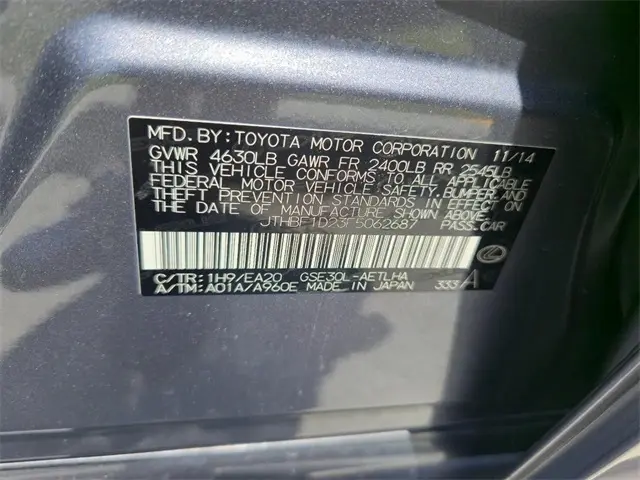 MFD. BY: TOYOTA MOTOR CORPORATION 11/14
GVWR 4630LB GAWR FR 2400LB RR 2545LB
THIS VEHICLE CONFORMS TO ALL APPLICABLE
FEDERAL MOTOR VEHICLE SAFETY, BUMPER, AND
THEFT PREVENTION STANDARDS IN EFFECT ON
THE DATE OF MANUFACTURE SHOWN ABOVE.
JTHBF1D23F5062687 PASS.CAR
C/TR: 1H9/EA20 GSE30L-AETLHA
A/TM: A01A/A960E MADE IN JAPAN 333 A